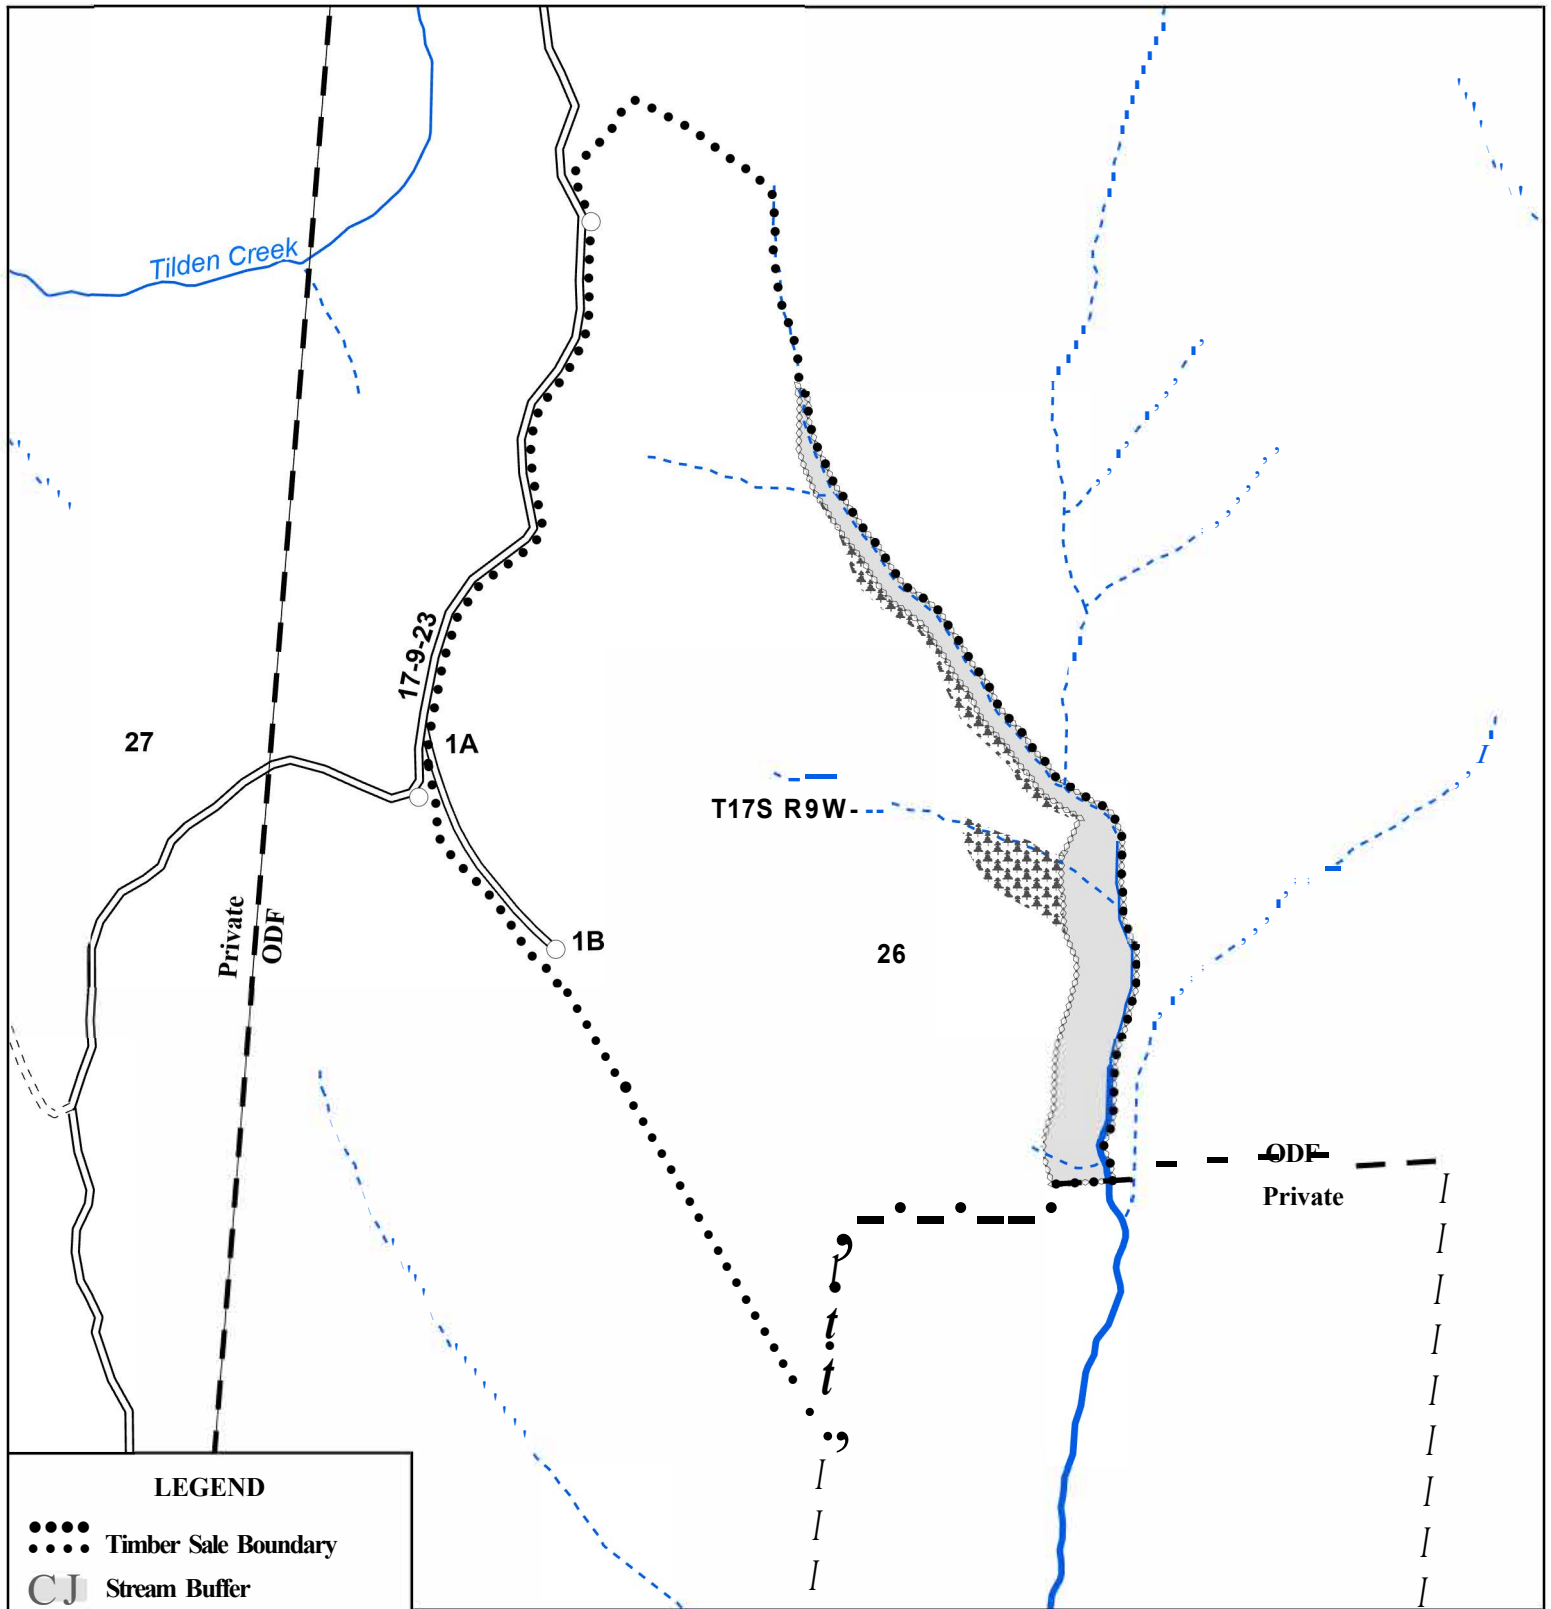 Tilden Creek
17-9-23
27
1A
T17S R9W
Private
ODF
1B
26
ODF
Private
LEGEND
Timber Sale Boundary
CJ Stream Buffer